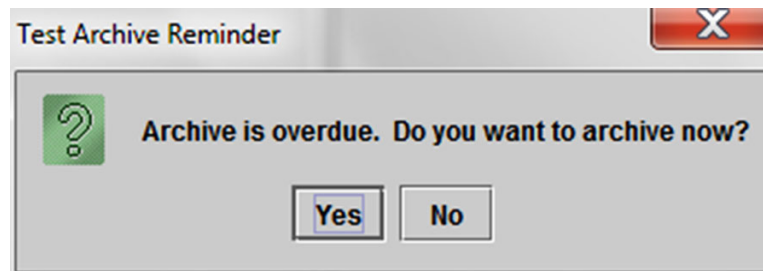 Test Archive Reminder
Archive is overdue. Do you want to archive now?
Yes No